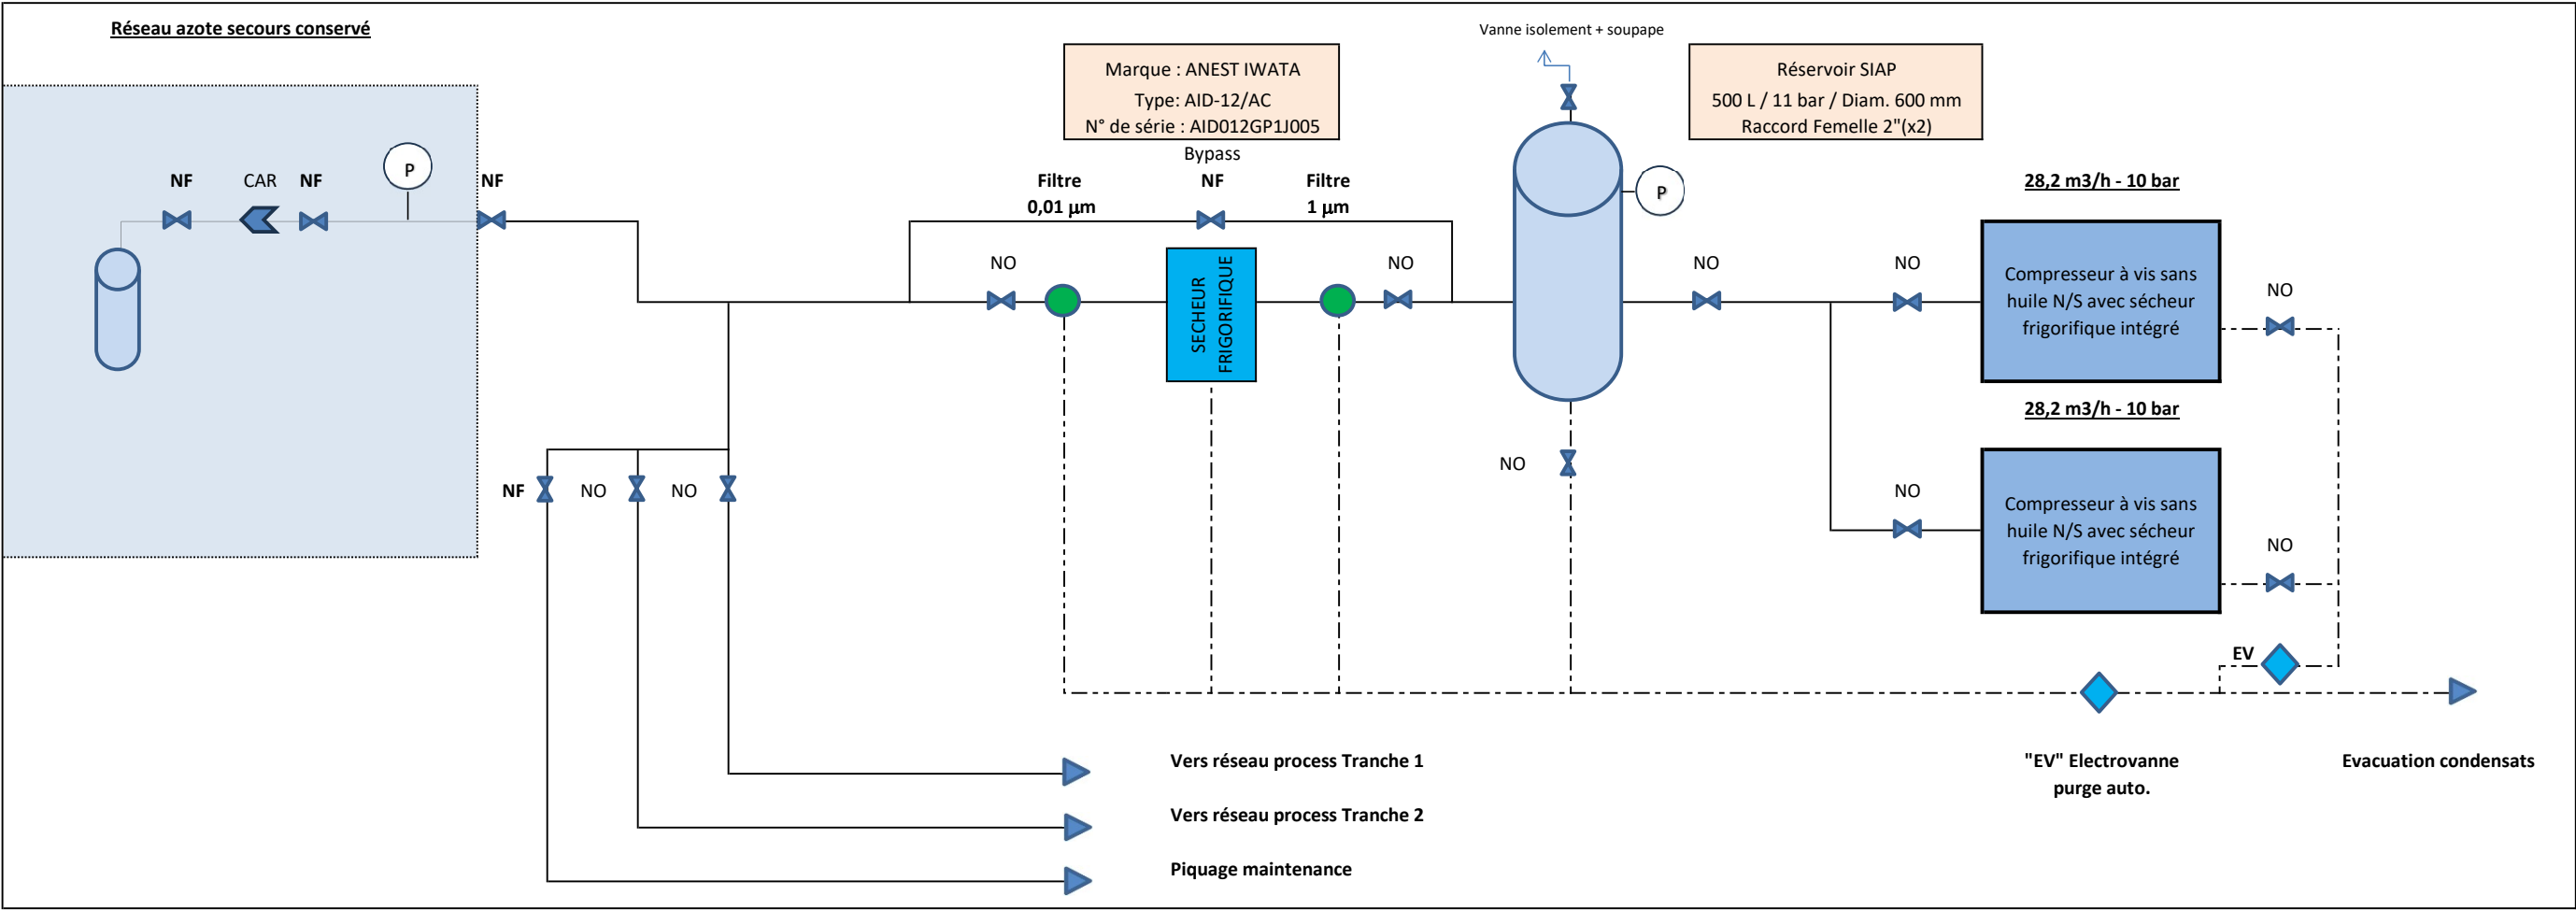 Réseau azote secours conservé
Vanne isolement + soupape
Marque : ANEST IWATA
Type: AID-12/AC
N° de série : AID012GP1J005
Réservoir SIAP
500 L / 11 bar / Diam. 600 mm
Raccord Femelle 2"(x2)
Bypass
NF
CAR
NF
P
NF
Filtre
0,01 µm
NF
Filtre
1 µm
P
28,2 m3/h - 10 bar
NO
SECHEUR
FRIGORIFIQUE
NO
NO
NO
Compresseur à vis sans
huile N/S avec sécheur
frigorifique intégré
NO
28,2 m3/h - 10 bar
NF
NO
NO
NO
NO
Compresseur à vis sans
huile N/S avec sécheur
frigorifique intégré
NO
EV
Vers réseau process Tranche 1
Vers réseau process Tranche 2
Piquage maintenance
"EV" Electrovanne
purge auto.
Evacuation condensats